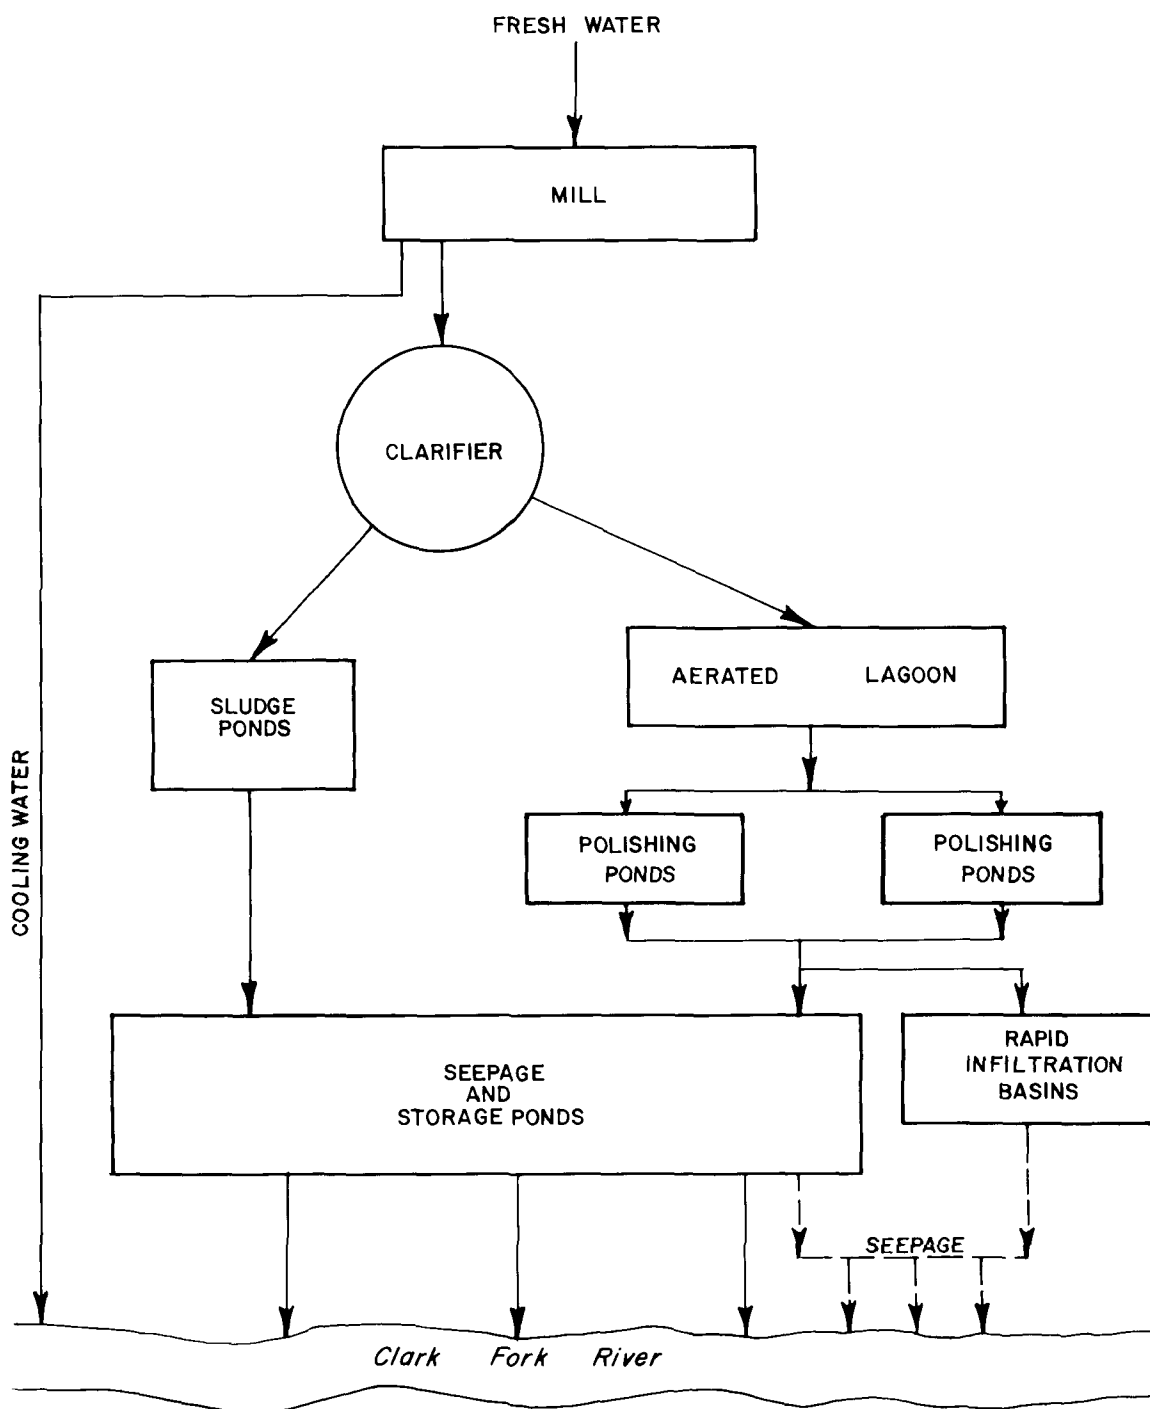 FRESH WATER
MILL
CLARIFIER
AERATED LAGOON
SLUDGE
PONDS
COOLING WATER
POLISHING
PONDS
POLISHING
PONDS
SEEPAGE
AND
STORAGE PONDS
RAPID
INFILTRATION
BASINS
SEEPAGE
Clark Fork River